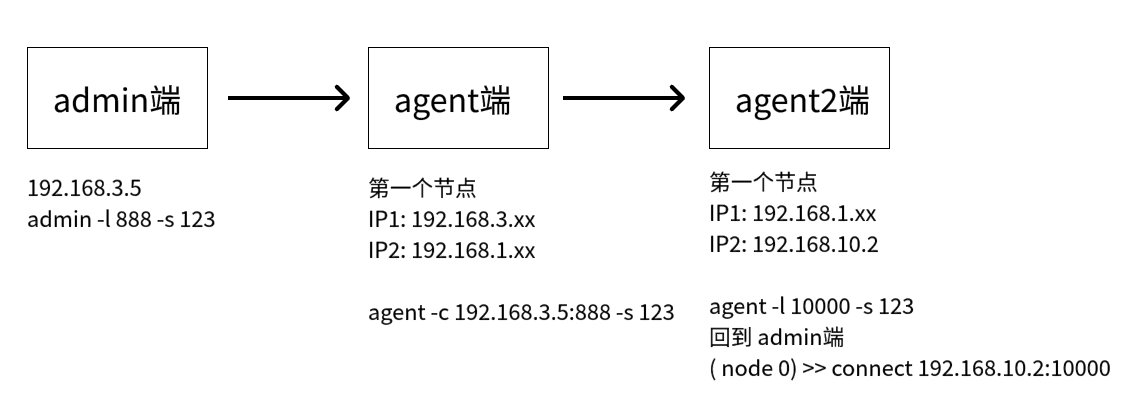 admin端
agent端
agent2端
192.168.3.5
admin -l 888 -s 123
第一个节点
IP1: 192.168.3.xx
IP2: 192.168.1.xx
agent -c 192.168.3.5:888 -s 123
第一个节点
IP1: 192.168.1.xx
IP2: 192.168.10.2
agent -l 10000 -s 123
回到 admin端
( node 0) >> connect 192.168.10.2:10000